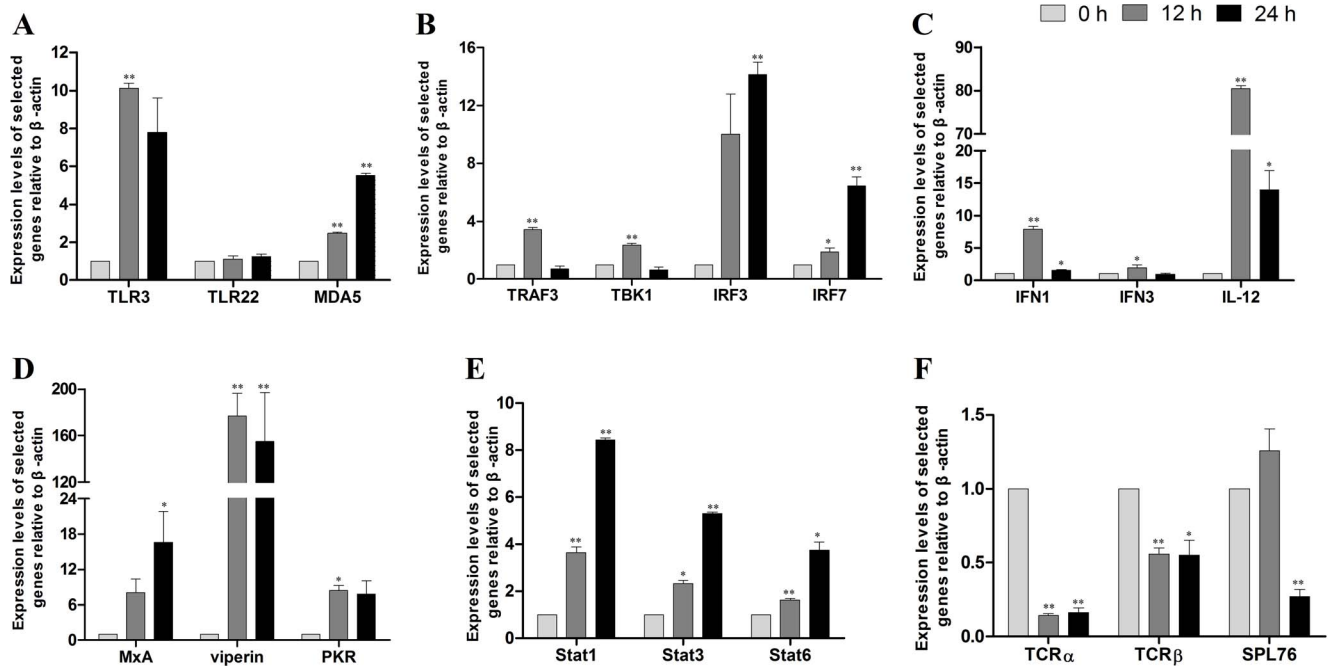 0 h 12 h 24 h
A
Expression levels of selected
genes relative to β -actin
12
10
8
6
4
2
0
** ** **
TLR3 TLR22 MDA5
B
Expression levels of selected
genes relative to β -actin
16
12
8
4
0
** ** ** * **
TRAF3 TBK1 IRF3 IRF7
C
Expression levels of selected
genes relative to β -actin
90
80
70
20
15
10
5
0
** * * ** *
IFN1 IFN3 IL-12
D
Expression levels of selected
genes relative to β -actin
200
160
120
24
18
12
6
0
* ** ** *
MxA viperin PKR
E
Expression levels of selected
genes relative to β -actin
10
8
6
4
2
0
** ** * ** ** *
Stat1 Stat3 Stat6
F
Expression levels of selected
genes relative to β -actin
1.5
1.0
0.5
0.0
** ** ** * **
TCRα TCRβ SPL76